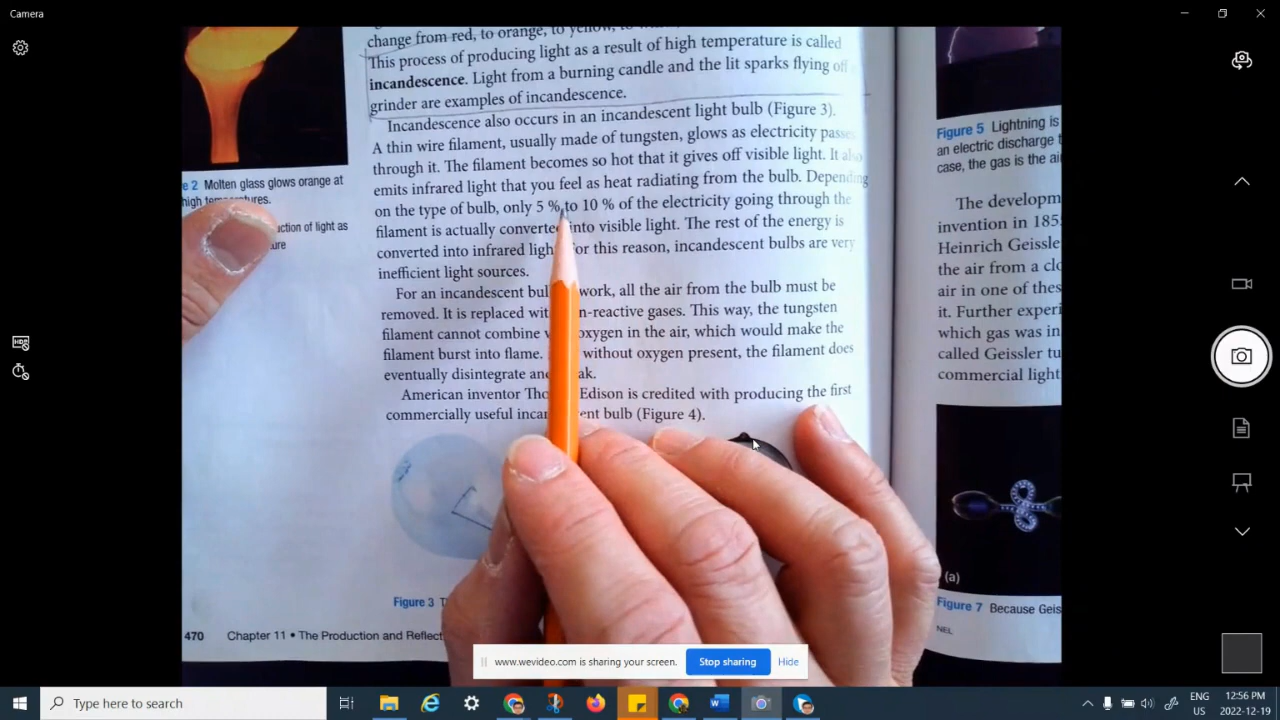 Camera
change from red, to orange, to yellow, to
This process of producing light as a result of high temperature is called
incandescence. Light from a burning candle and the lit sparks flying off
grinder are examples of incandescence.
Incandescence also occurs in an incandescent light bulb (Figure 3).
A thin wire filament, usually made of tungsten, glows as electricity passes
through it. The filament becomes so hot that it gives off visible light. It also
emits infrared light that you feel as heat radiating from the bulb. Depending
on the type of bulb, only 5 % to 10 % of the electricity going through the
filament is actually converted into visible light. The rest of the energy is
converted into infrared light. For this reason, incandescent bulbs are very
inefficient light sources.
For an incandescent bul work, all the air from the bulb must be
removed. It is replaced wit n-reactive gases. This way, the tungsten
filament cannot combine oxygen in the air, which would make the
filament burst into flame. without oxygen present, the filament does
eventually disintegrate an ak.
American inventor Tho Edison is credited with producing the first
commercially useful incan ent bulb (Figure 4).
e 2 Molten glass glows orange at
high temperatures.
uction of light as
ure
Figure 3 T
470 Chapter 11 • The Production and Reflect
Figure 5 Lightning is
an electric discharge
case, the gas is the air
The developm
invention in 185
Heinrich Geissle
the air from a clo
air in one of thes
it. Further experi
which gas was in
called Geissler tu
commercial light
(a)
Figure 7 Because Geis
NEL
www.wevideo.com is sharing your screen. Stop sharing Hide
Type here to search
ENG
US
12:56 PM
2022-12-19